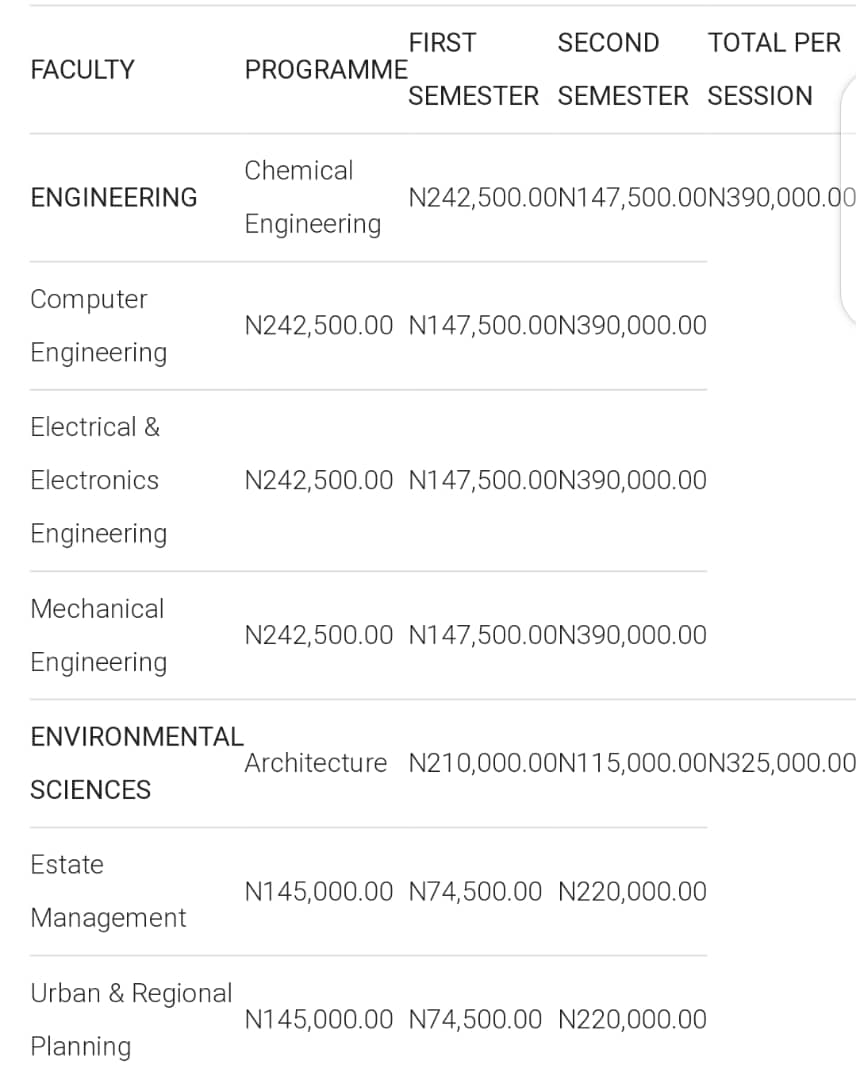 FACULTY PROGRAMME FIRST SEMESTER SECOND SEMESTER TOTAL PER SESSION
ENGINEERING Chemical Engineering N242,500.00 N147,500.00 N390,000.00
Computer Engineering N242,500.00 N147,500.00 N390,000.00
Electrical & Electronics Engineering N242,500.00 N147,500.00 N390,000.00
Mechanical Engineering N242,500.00 N147,500.00 N390,000.00
ENVIRONMENTAL SCIENCES Architecture N210,000.00 N115,000.00 N325,000.00
Estate Management N145,000.00 N74,500.00 N220,000.00
Urban & Regional Planning N145,000.00 N74,500.00 N220,000.00